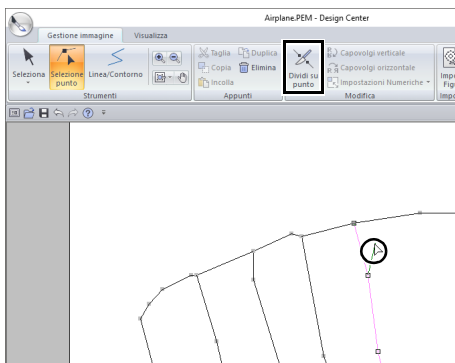 Airplane.PEM - Design Center
Gestione immagine Visualizza
Seleziona
Selezione punto
Linea/Contorno
Strumenti
Taglia
Duplica
Copia
Elimina
Incolla
Appunti
Dividi su punto
Capovolgi verticale
Capovolgi orizzontale
Impostazioni Numeriche
Modifica